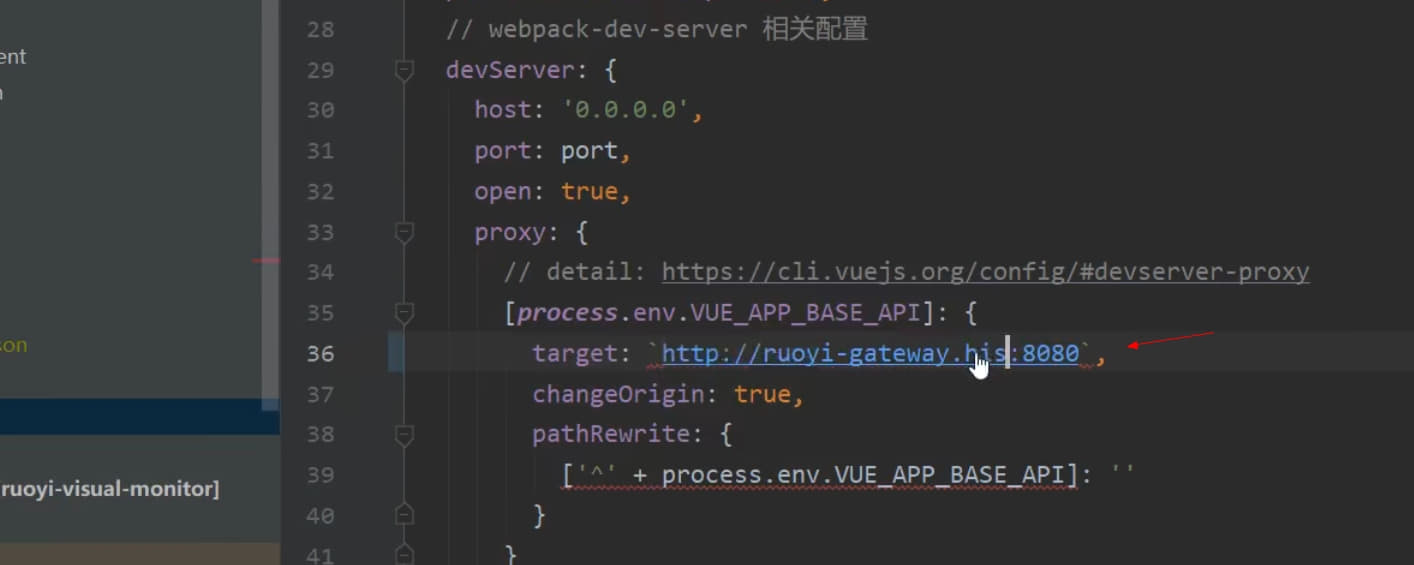 28 // webpack-dev-server 相关配置
ent
29 devServer: {
30 host: '0.0.0.0',
31 port: port,
32 open: true,
33 proxy: {
34 // detail: https://cli.vuejs.org/config/#devserver-proxy
35 [process.env.VUE_APP_BASE_API]: {
son
36 target: `http://ruoyi-gateway.his:8080`,
37 changeOrigin: true,
38 pathRewrite: {
39 ['^' + process.env.VUE_APP_BASE_API]: ''
ruoyi-visual-monitor]
40 }
41 }